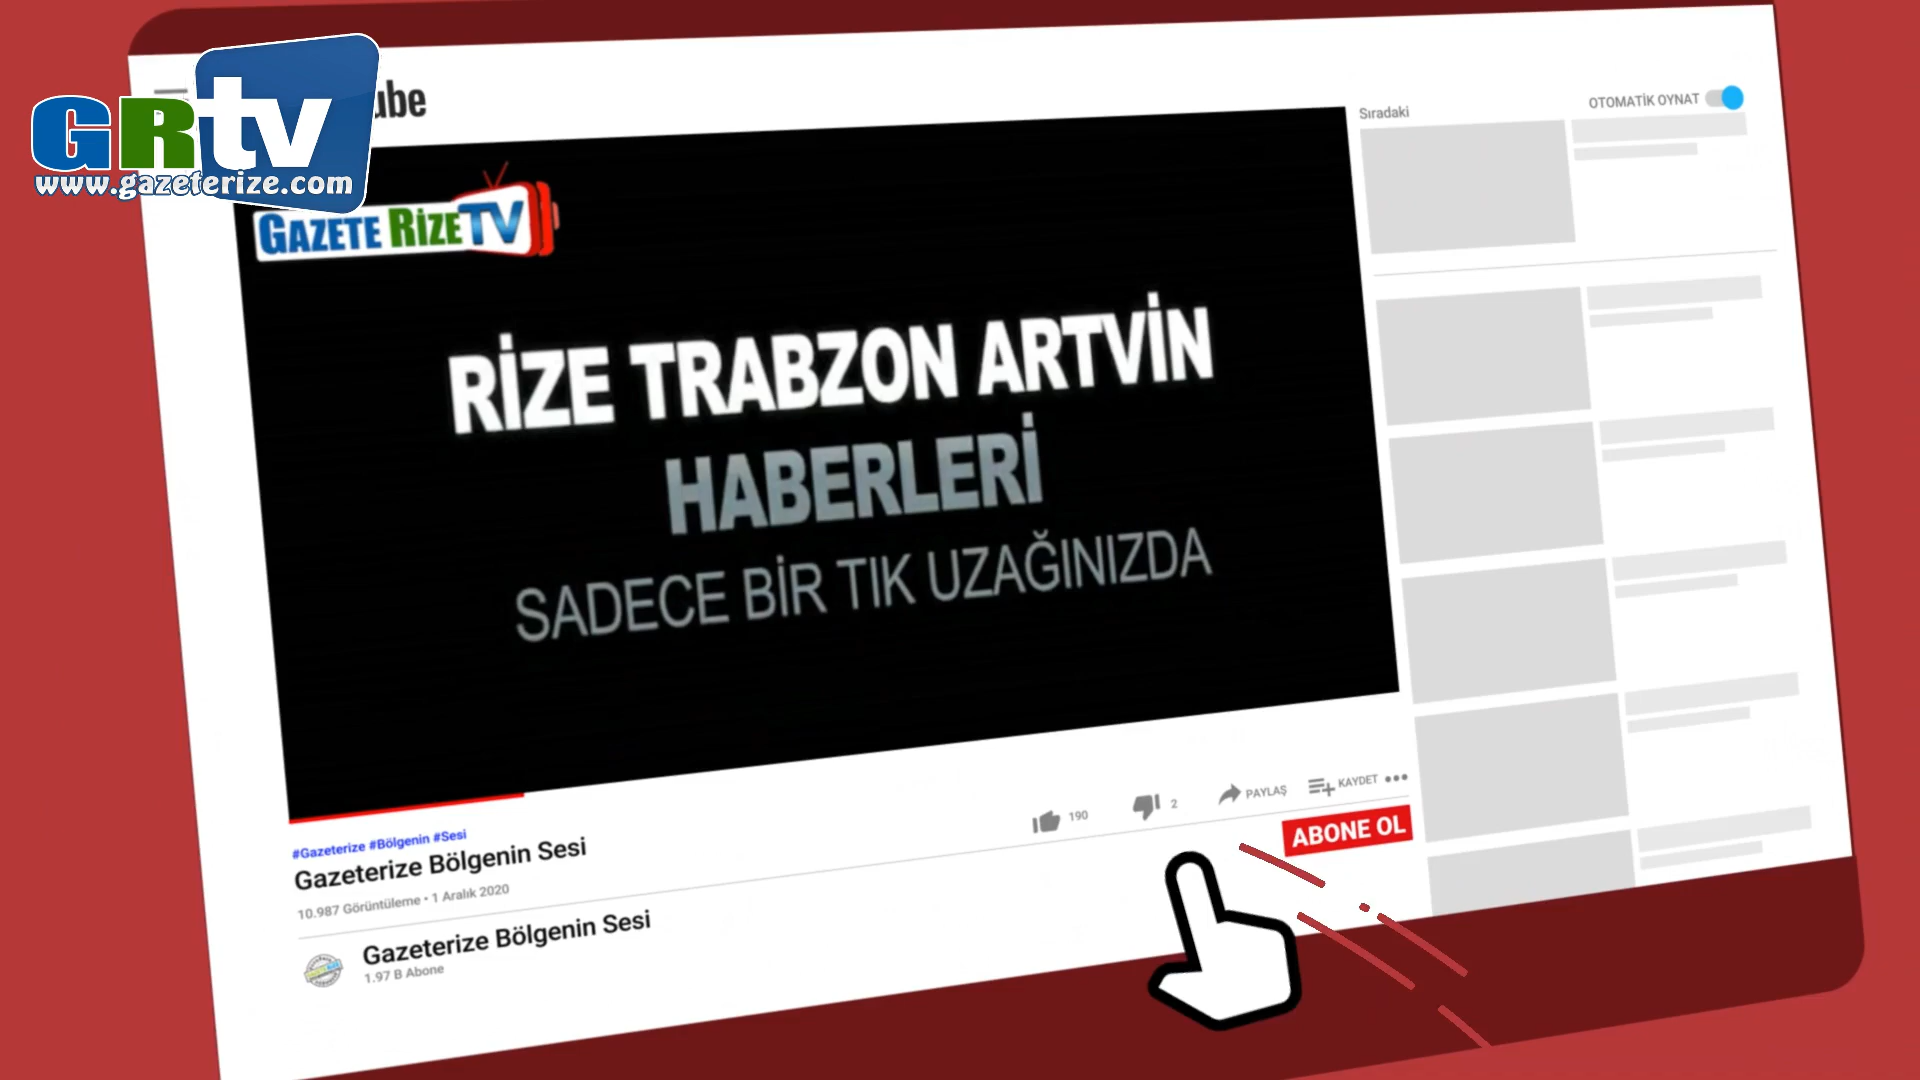 GRtv
www.gazeterize.com
ube
GAZETE RİZE TV
RİZE TRABZON ARTVİN
HABERLERİ
SADECE BİR TIK UZAĞINIZDA
Sıradaki
OTOMATİK OYNAT
#Gazeterize #Bölgenin #Sesi
Gazeterize Bölgenin Sesi
10.987 Görüntüleme • 1 Aralık 2020
190
2
PAYLAŞ
KAYDET
ABONE OL
Gazeterize Bölgenin Sesi
1.97 B Abone